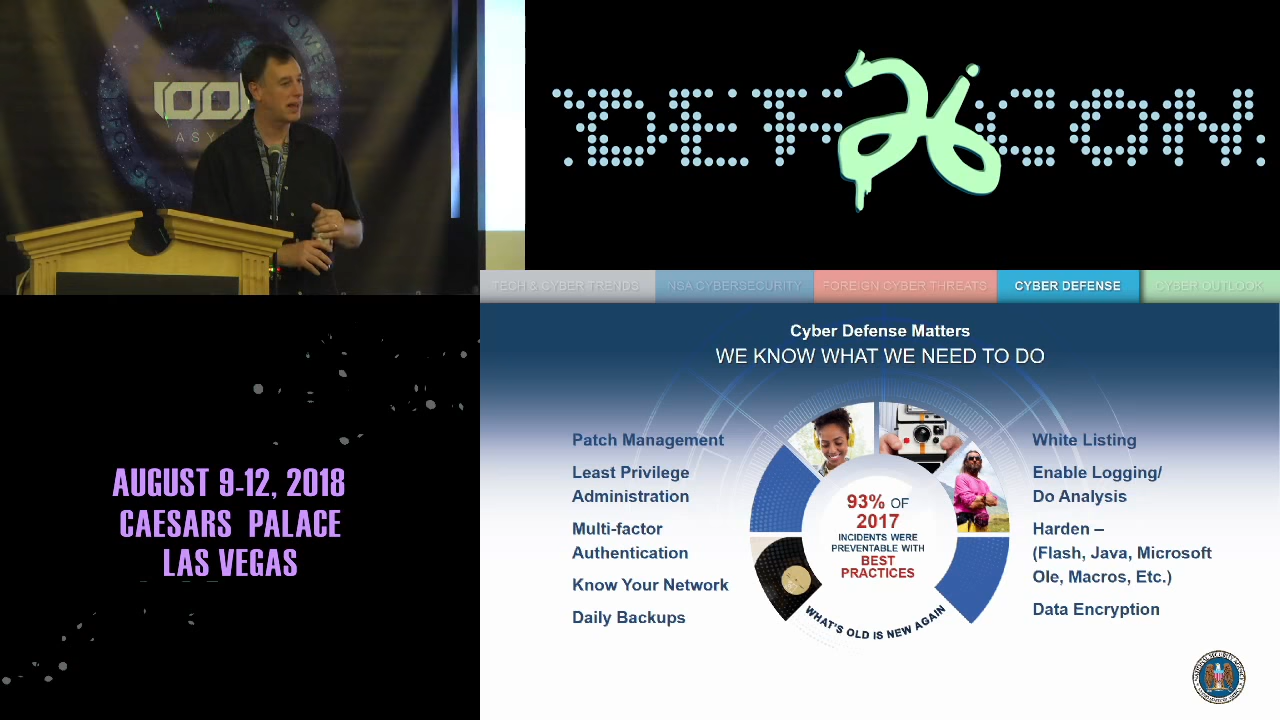 DEFCON
26
AUGUST 9-12, 2018
CAESARS PALACE
LAS VEGAS
TECH & CYBER TRENDS
NSA CYBERSECURITY
FOREIGN CYBER THREATS
CYBER DEFENSE
CYBER OUTLOOK
Cyber Defense Matters
WE KNOW WHAT WE NEED TO DO
Patch Management
Least Privilege
Administration
Multi-factor
Authentication
Know Your Network
Daily Backups
93% OF
2017
INCIDENTS WERE
PREVENTABLE WITH
BEST
PRACTICES
WHAT'S OLD IS NEW AGAIN
White Listing
Enable Logging/
Do Analysis
Harden –
(Flash, Java, Microsoft
Ole, Macros, Etc.)
Data Encryption